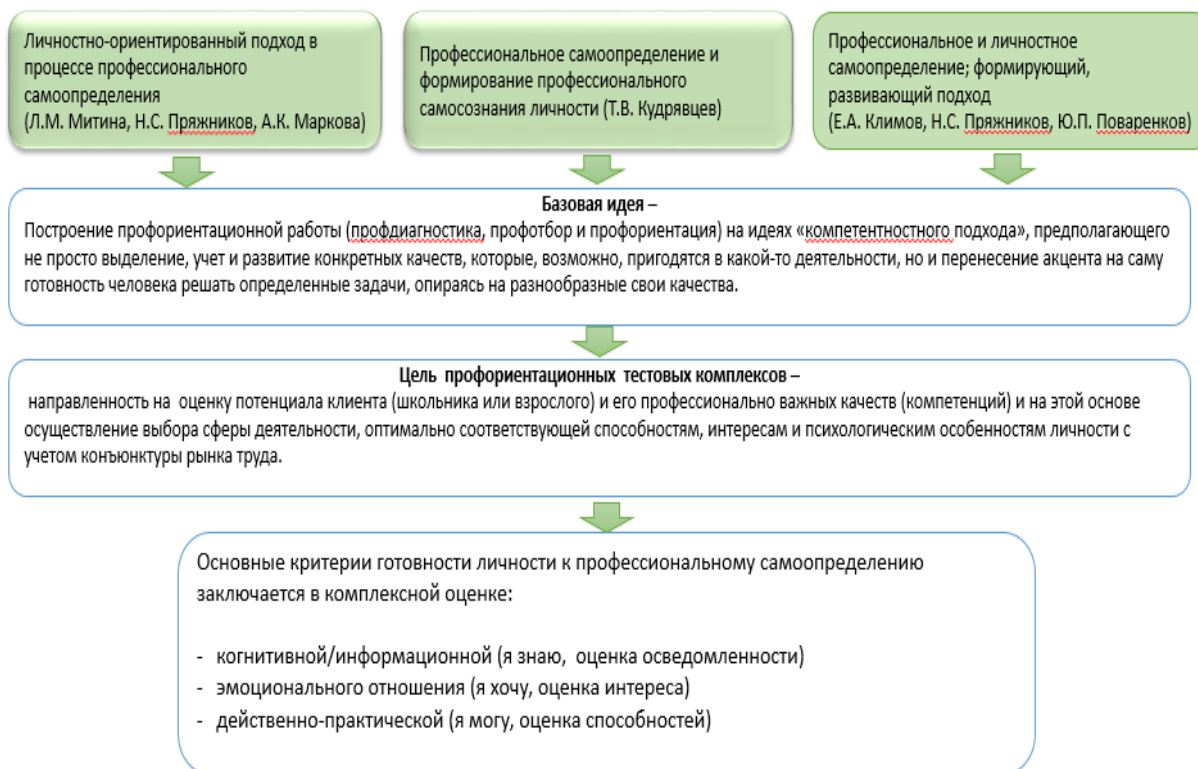 Личностно-ориентированный подход в
процессе профессионального
самоопределения
(Л.М. Митина, Н.С. Пряжников, А.К. Маркова)
Профессиональное самоопределение и
формирование профессионального
самосознания личности (Т.В. Кудрявцев)
Профессиональное и личностное
самоопределение; формирующий,
развивающий подход
(Е.А. Климов, Н.С. Пряжников, Ю.П. Поваренков)
Базовая идея –
Построение профориентационной работы (профдиагностика, профотбор и профориентация) на идеях «компетентностного подхода», предполагающего
не просто выделение, учет и развитие конкретных качеств, которые, возможно, пригодятся в какой-то деятельности, но и перенесение акцента на саму
готовность человека решать определенные задачи, опираясь на разнообразные свои качества.
Цель профориентационных тестовых комплексов –
направленность на оценку потенциала клиента (школьника или взрослого) и его профессионально важных качеств (компетенций) и на этой основе
осуществление выбора сферы деятельности, оптимально соответствующей способностям, интересам и психологическим особенностям личности с
учетом конъюнктуры рынка труда.
Основные критерии готовности личности к профессиональному самоопределению
заключается в комплексной оценке:
- когнитивной/информационной (я знаю, оценка осведомленности)
- эмоционального отношения (я хочу, оценка интереса)
- действенно-практической (я могу, оценка способностей)